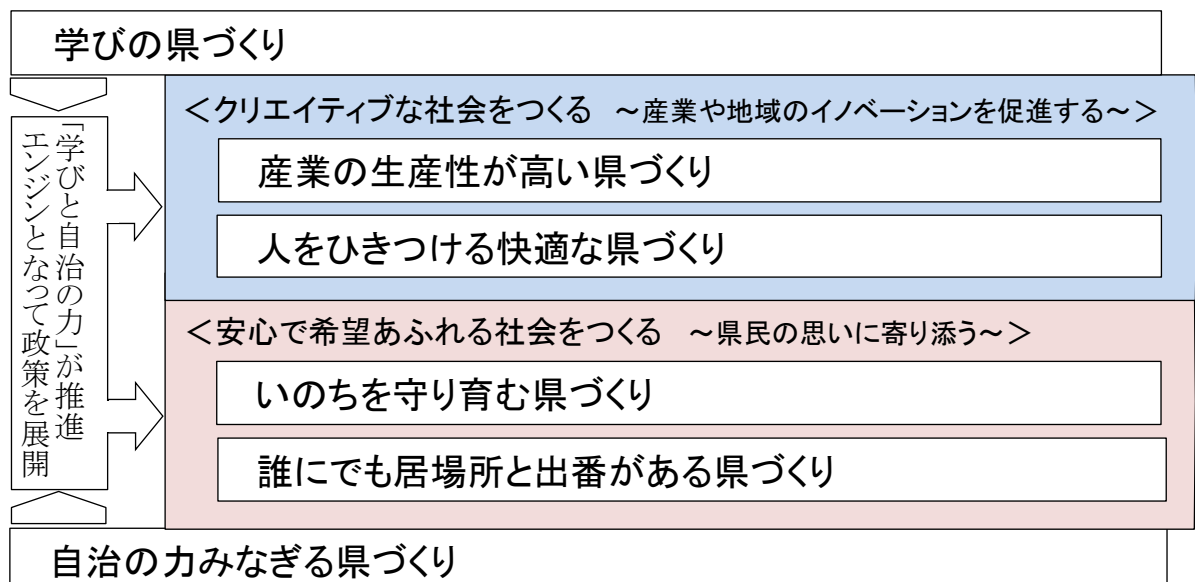 学びの県づくり
「学びと自治の力」が推進
エンジンとなって政策を展開
＜クリエイティブな社会をつくる　～産業や地域のイノベーションを促進する～＞
産業の生産性が高い県づくり
人をひきつける快適な県づくり
＜安心で希望あふれる社会をつくる　～県民の思いに寄り添う～＞
いのちを守り育む県づくり
誰にでも居場所と出番がある県づくり
自治の力みなぎる県づくり